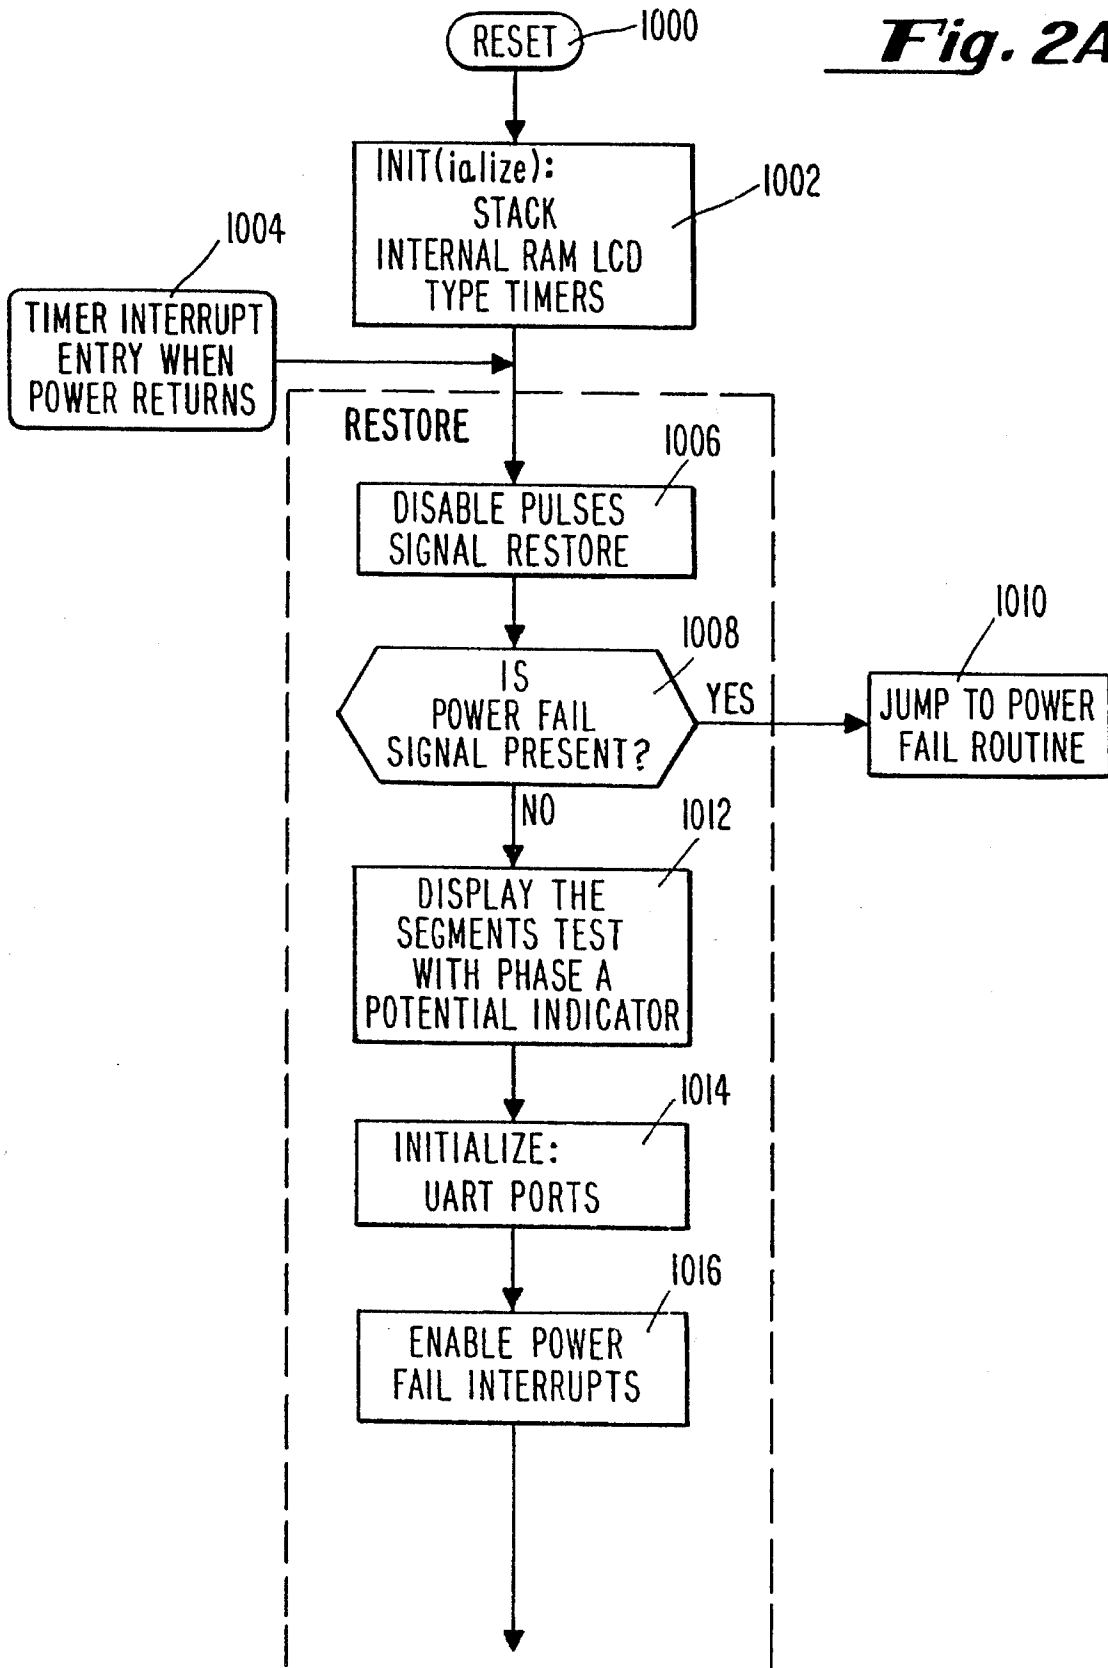 RESET
1000
Fig. 2A
INIT(ialize):
STACK
INTERNAL RAM LCD
TYPE TIMERS
1002
1004
TIMER INTERRUPT
ENTRY WHEN
POWER RETURNS
RESTORE
1006
DISABLE PULSES
SIGNAL RESTORE
1008
IS
POWER FAIL
SIGNAL PRESENT?
YES
1010
JUMP TO POWER
FAIL ROUTINE
NO
1012
DISPLAY THE
SEGMENTS TEST
WITH PHASE A
POTENTIAL INDICATOR
1014
INITIALIZE:
UART PORTS
1016
ENABLE POWER
FAIL INTERRUPTS